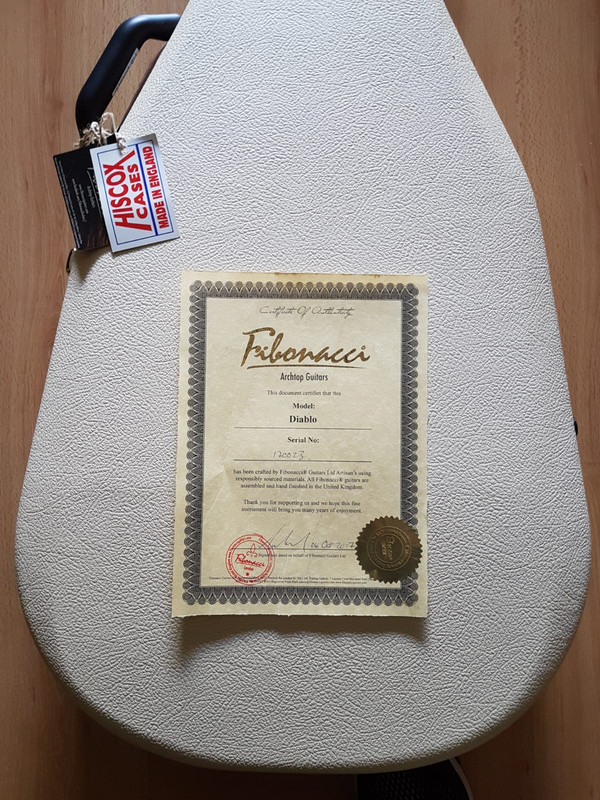 HISCOX
CASES
MADE IN ENGLAND
Certificate Of Authenticity
Fibonacci
Archtop Guitars
This document certifies that this
Model:
Diablo
Serial No:
has been crafted by Fibonacci® Guitars Ltd Artisan's using
responsibly sourced materials. All Fibonacci® guitars are
assembled and hand finished in the United Kingdom.
Thank you for supporting us and we hope this fine
instrument will bring you many years of enjoyment.
Fibonacci